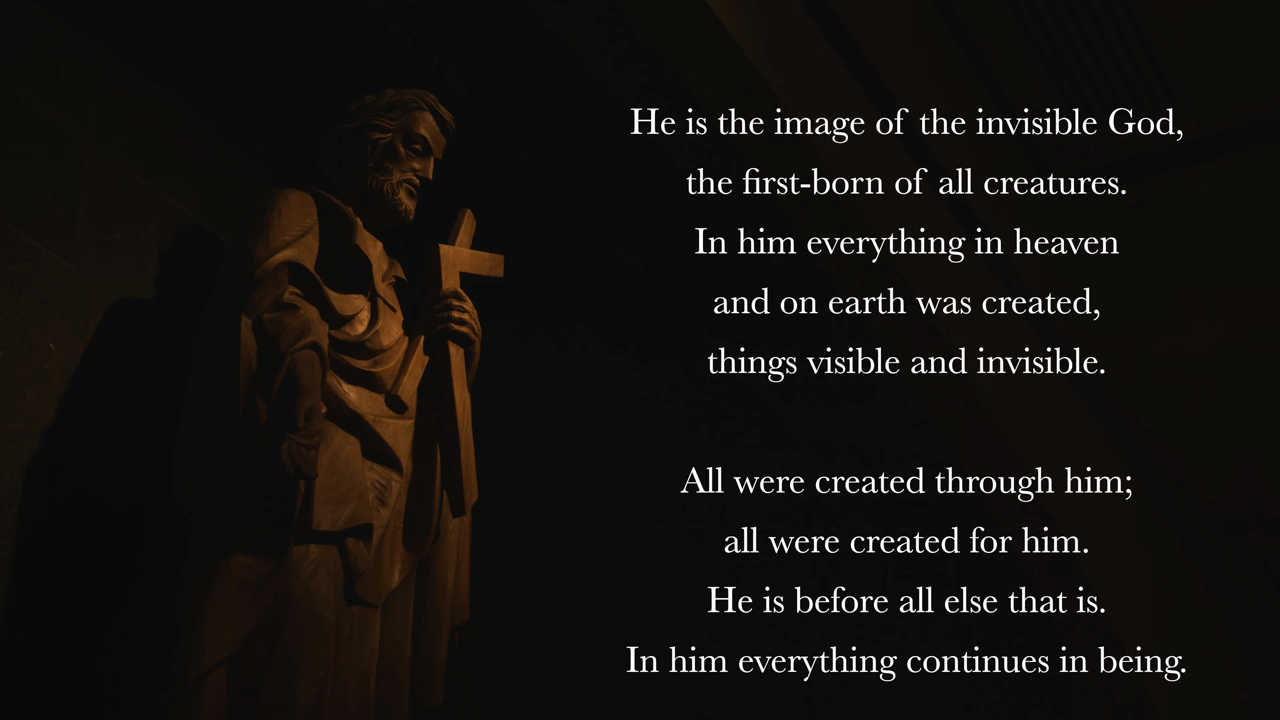 He is the image of the invisible God,
the first-born of all creatures.
In him everything in heaven
and on earth was created,
things visible and invisible.
All were created through him;
all were created for him.
He is before all else that is.
In him everything continues in being.